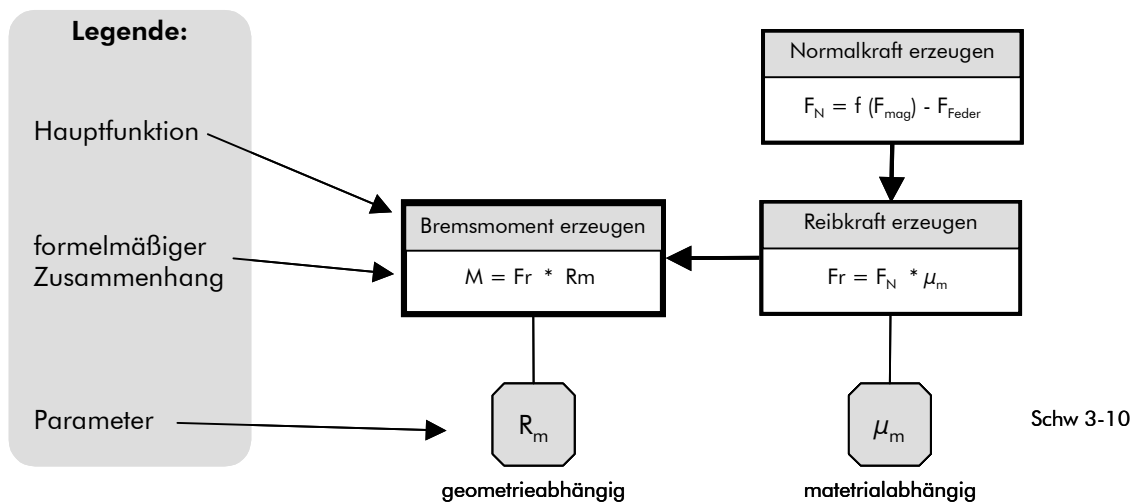 Legende:
Hauptfunktion
formelmäßiger
Zusammenhang
Parameter
Normalkraft erzeugen
F_N = f (F_mag) - F_Feder
Bremsmoment erzeugen
M = Fr * Rm
Reibkraft erzeugen
Fr = F_N * μ_m
R_m
geometrieabhängig
μ_m
matetrialabhängig
Schw 3-10